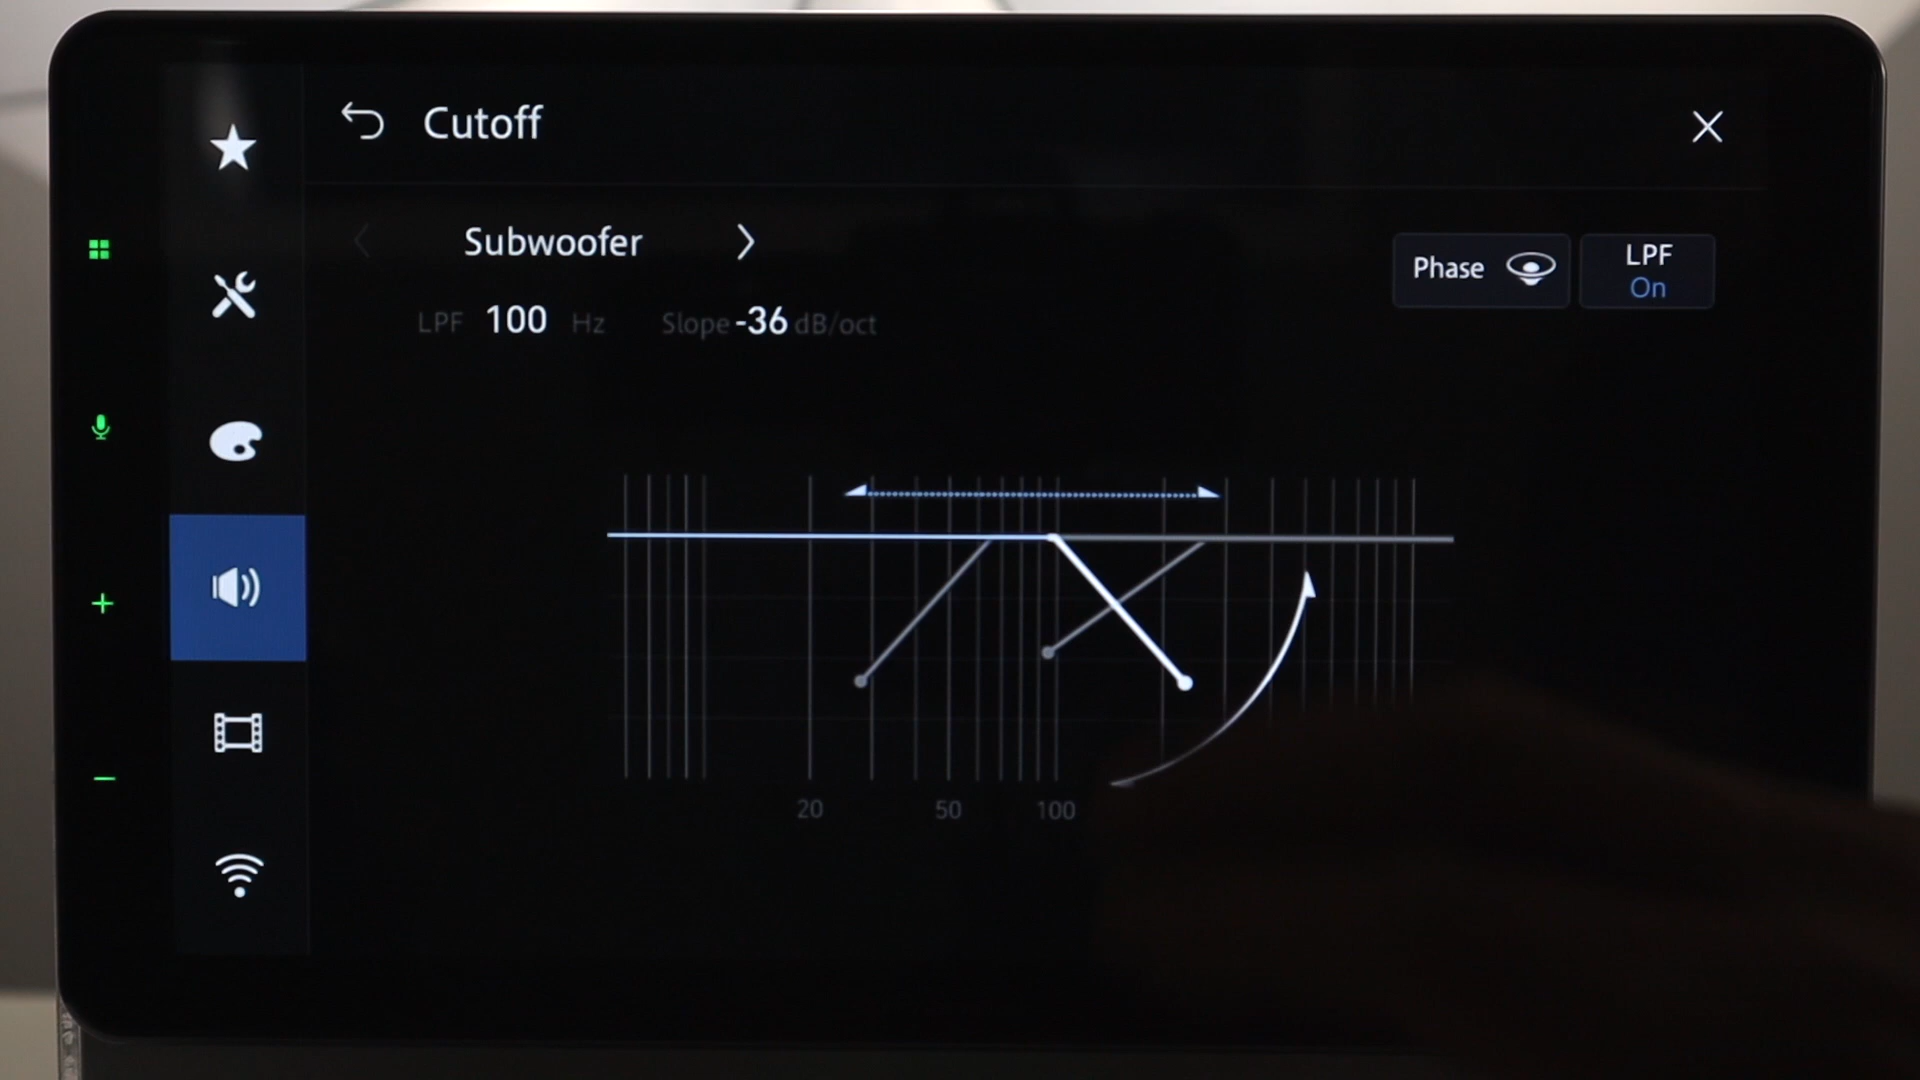 Cutoff
Subwoofer
Phase
LPF
On
LPF 100 Hz Slope -36 dB/oct
20 50 100